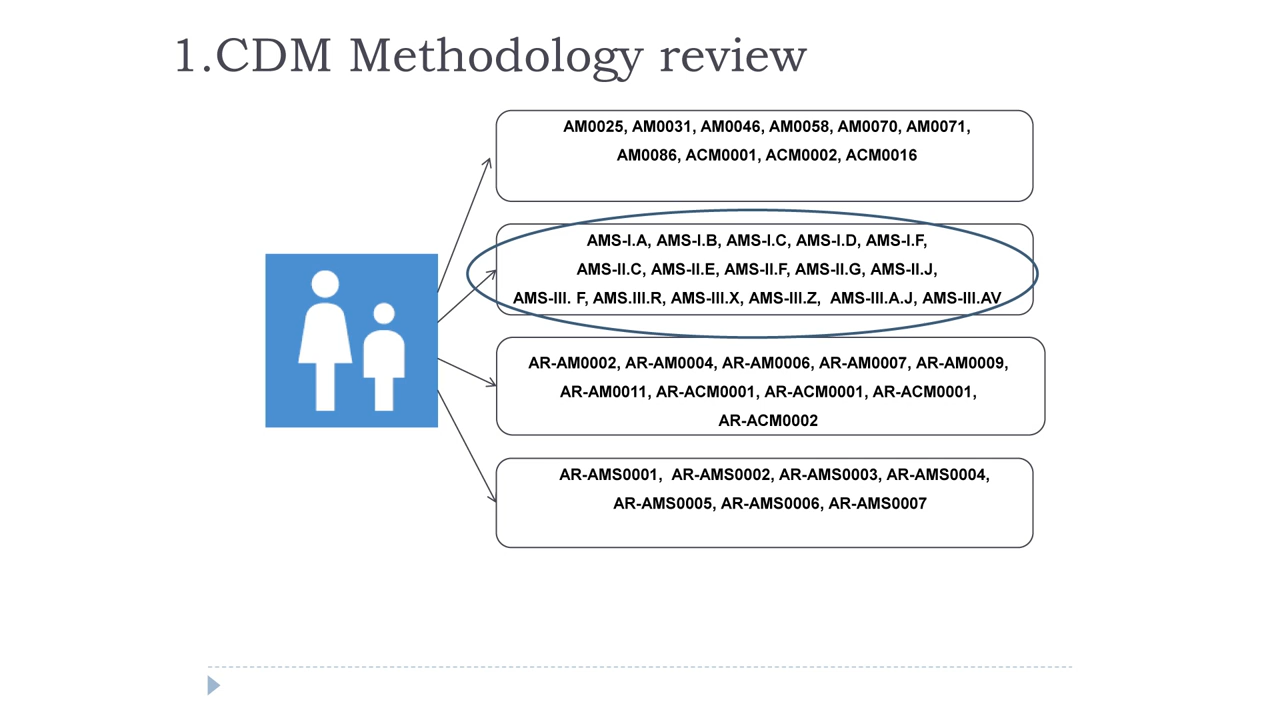 1.CDM Methodology review
AM0025, AM0031, AM0046, AM0058, AM0070, AM0071,
AM0086, ACM0001, ACM0002, ACM0016
AMS-I.A, AMS-I.B, AMS-I.C, AMS-I.D, AMS-I.F,
AMS-II.C, AMS-II.E, AMS-II.F, AMS-II.G, AMS-II.J,
AMS-III. F, AMS.III.R, AMS-III.X, AMS-III.Z,  AMS-III.A.J, AMS-III.AV
AR-AM0002, AR-AM0004, AR-AM0006, AR-AM0007, AR-AM0009,
AR-AM0011, AR-ACM0001, AR-ACM0001, AR-ACM0001,
AR-ACM0002
AR-AMS0001,  AR-AMS0002, AR-AMS0003, AR-AMS0004,
AR-AMS0005, AR-AMS0006, AR-AMS0007